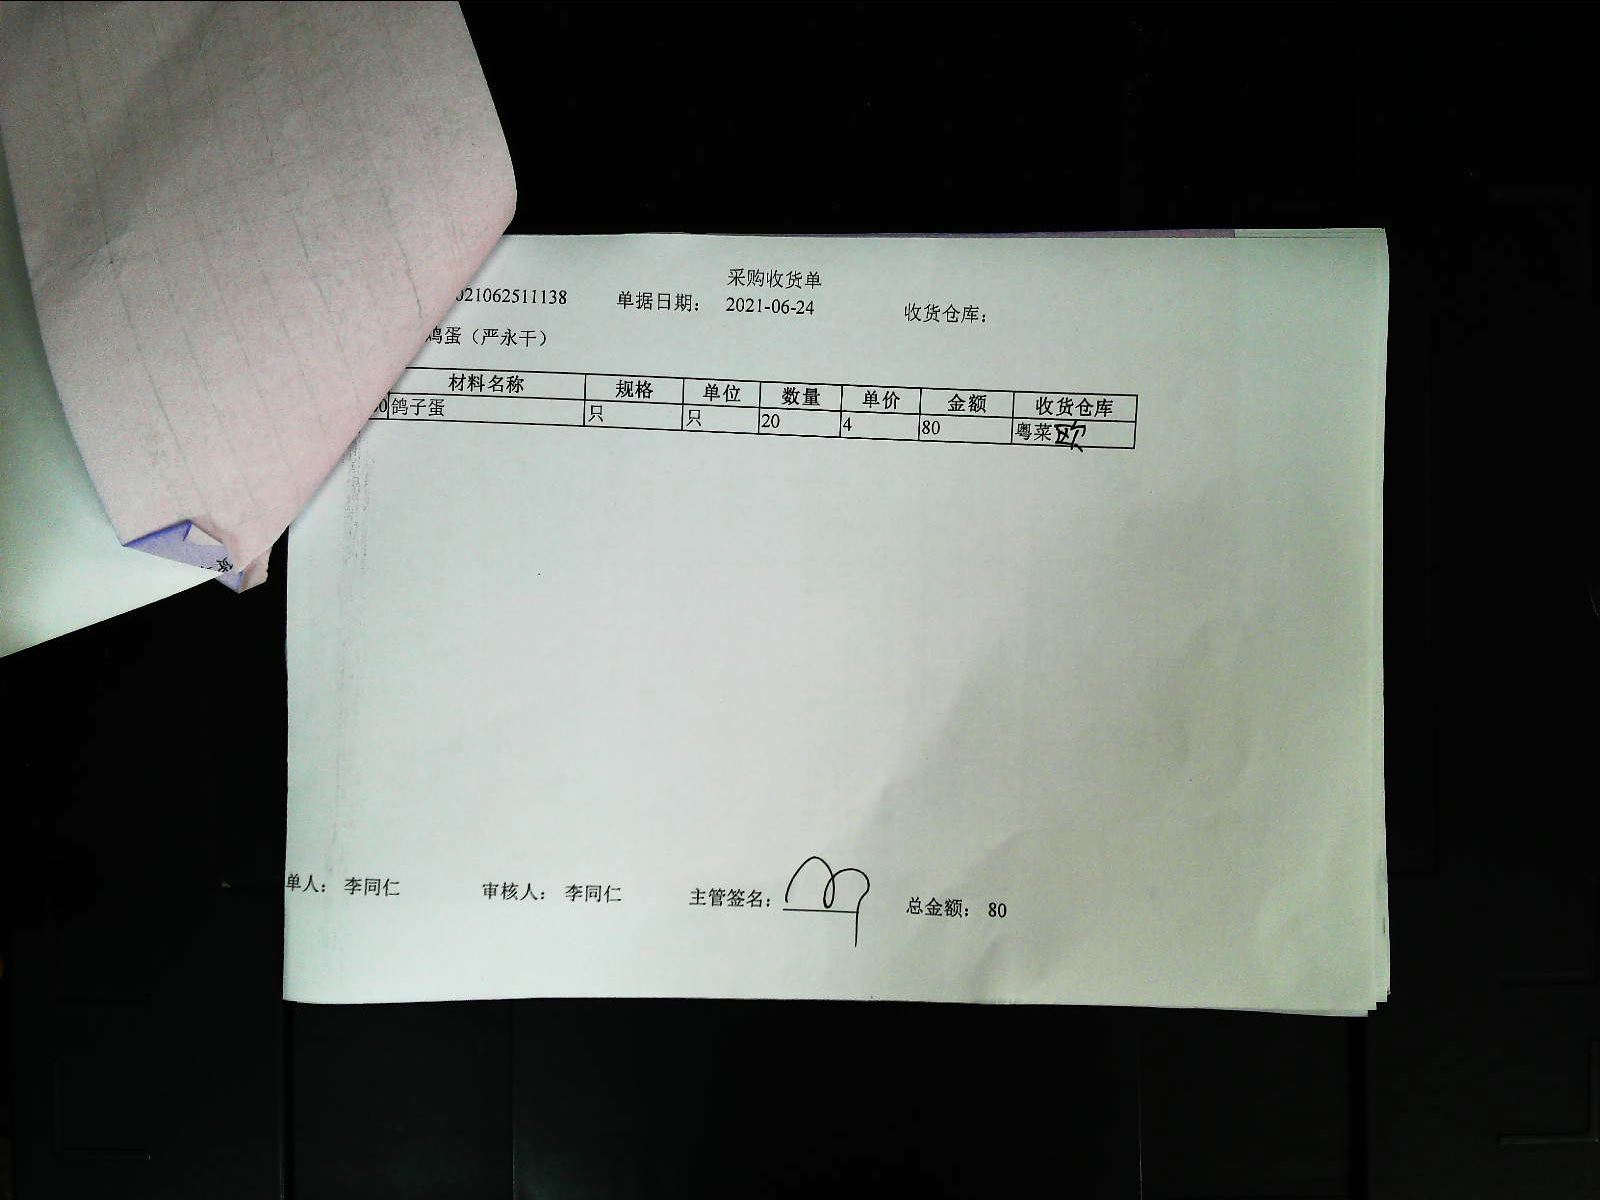 采购收货单
021062511138 单据日期： 2021-06-24 收货仓库：
鸡蛋（严永干）
材料名称 规格 单位 数量 单价 金额 收货仓库
00 鸽子蛋 只 只 20 4 80 粤菜 欧
单人： 李同仁 审核人： 李同仁 主管签名： 总金额： 80